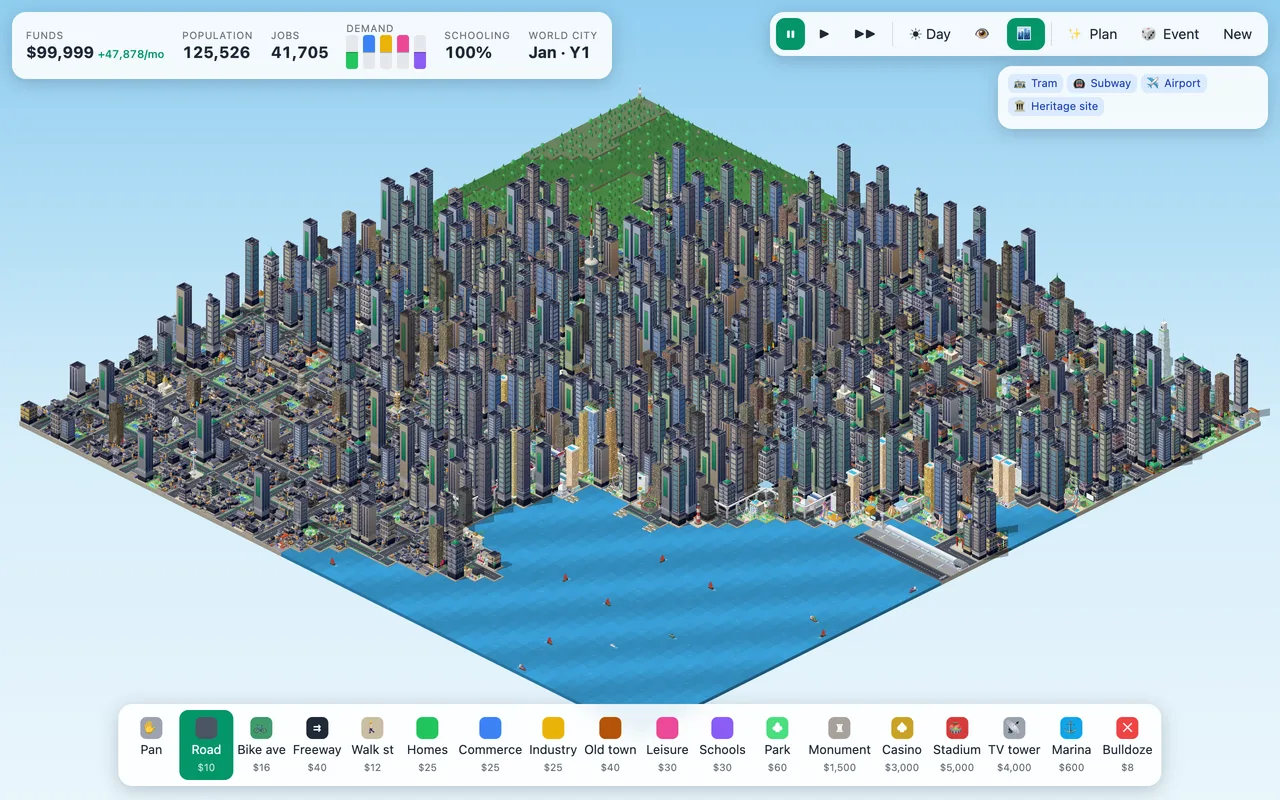 FUNDS
$99,999 +47,878/mo
POPULATION
125,526
JOBS
41,705
DEMAND
SCHOOLING
100%
WORLD CITY
Jan · Y1
Day
Plan
Event
New
Tram
Subway
Airport
Heritage site
Pan
Road
$10
Bike ave
$16
Freeway
$40
Walk st
$12
Homes
$25
Commerce
$25
Industry
$25
Old town
$40
Leisure
$30
Schools
$30
Park
$60
Monument
$1,500
Casino
$3,000
Stadium
$5,000
TV tower
$4,000
Marina
$600
Bulldoze
$8